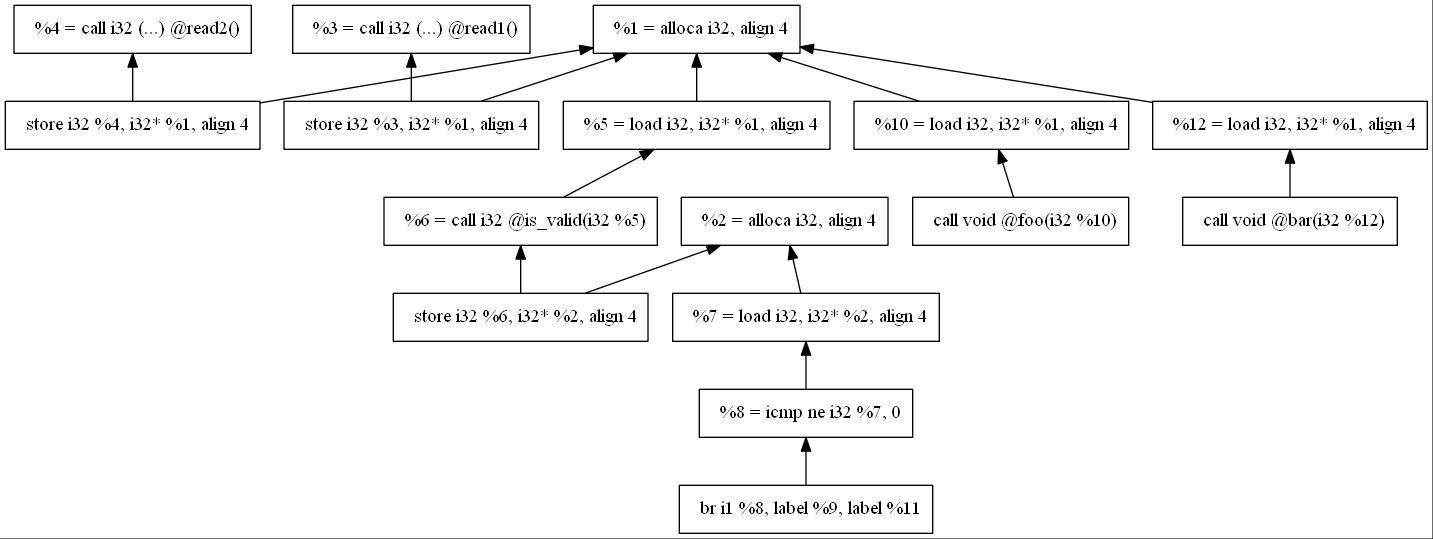 %4 = call i32 (...) @read2()
%3 = call i32 (...) @read1()
%1 = alloca i32, align 4
store i32 %4, i32* %1, align 4
store i32 %3, i32* %1, align 4
%5 = load i32, i32* %1, align 4
%10 = load i32, i32* %1, align 4
%12 = load i32, i32* %1, align 4
%6 = call i32 @is_valid(i32 %5)
%2 = alloca i32, align 4
call void @foo(i32 %10)
call void @bar(i32 %12)
store i32 %6, i32* %2, align 4
%7 = load i32, i32* %2, align 4
%8 = icmp ne i32 %7, 0
br i1 %8, label %9, label %11